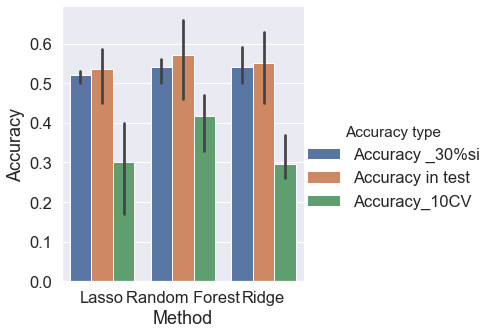 0.6
0.5
0.4
0.3
0.2
0.1
0.0
Accuracy
Lasso Random Forest Ridge
Method
Accuracy type
Accuracy _30%si
Accuracy in test
Accuracy_10CV